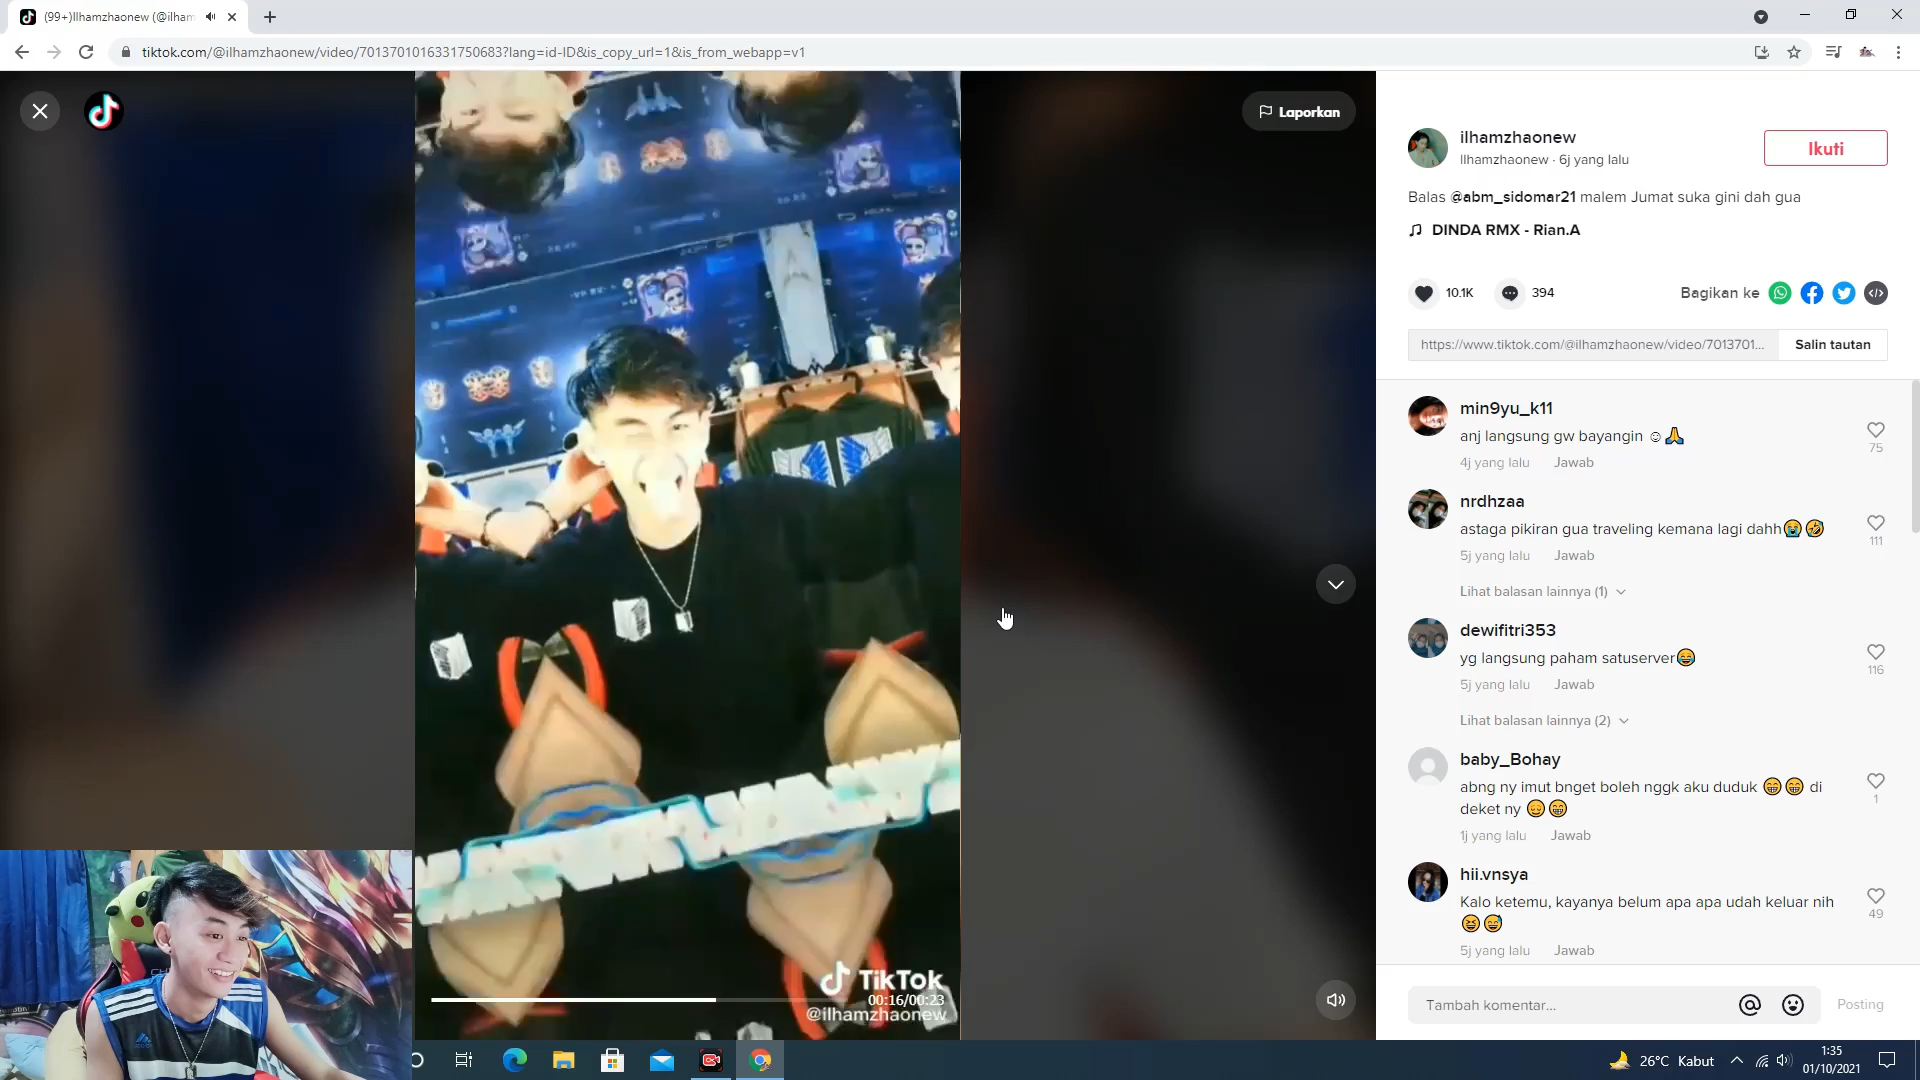 (99+)Ilhamzhaonew (@ilham
tiktok.com/@ilhamzhaonew/video/7013701016331750683?lang=id-ID&is_copy_url=1&is_from_webapp=v1
Laporkan
TikTok
00:16/00:23
@ilhamzhaonew
ilhamzhaonew
Ilhamzhaonew · 6j yang lalu
Ikuti
Balas @abm_sidomar21 malem Jumat suka gini dah gua
DINDA RMX - Rian.A
10.1K
394
Bagikan ke
https://www.tiktok.com/@ilhamzhaonew/video/7013701...
Salin tautan
min9yu_k11
anj langsung gw bayangin ☺🙏
75
4j yang lalu Jawab
nrdhzaa
astaga pikiran gua traveling kemana lagi dahh😭🤣
111
5j yang lalu Jawab
Lihat balasan lainnya (1)
dewifitri353
yg langsung paham satuserver😂
116
5j yang lalu Jawab
Lihat balasan lainnya (2)
baby_Bohay
abng ny imut bnget boleh nggk aku duduk 😁😁 di
deket ny 😌😁
1
1j yang lalu Jawab
hii.vnsya
Kalo ketemu, kayanya belum apa apa udah keluar nih
😆😅
49
5j yang lalu Jawab
Tambah komentar...
Posting
26°C Kabut
1:35
01/10/2021